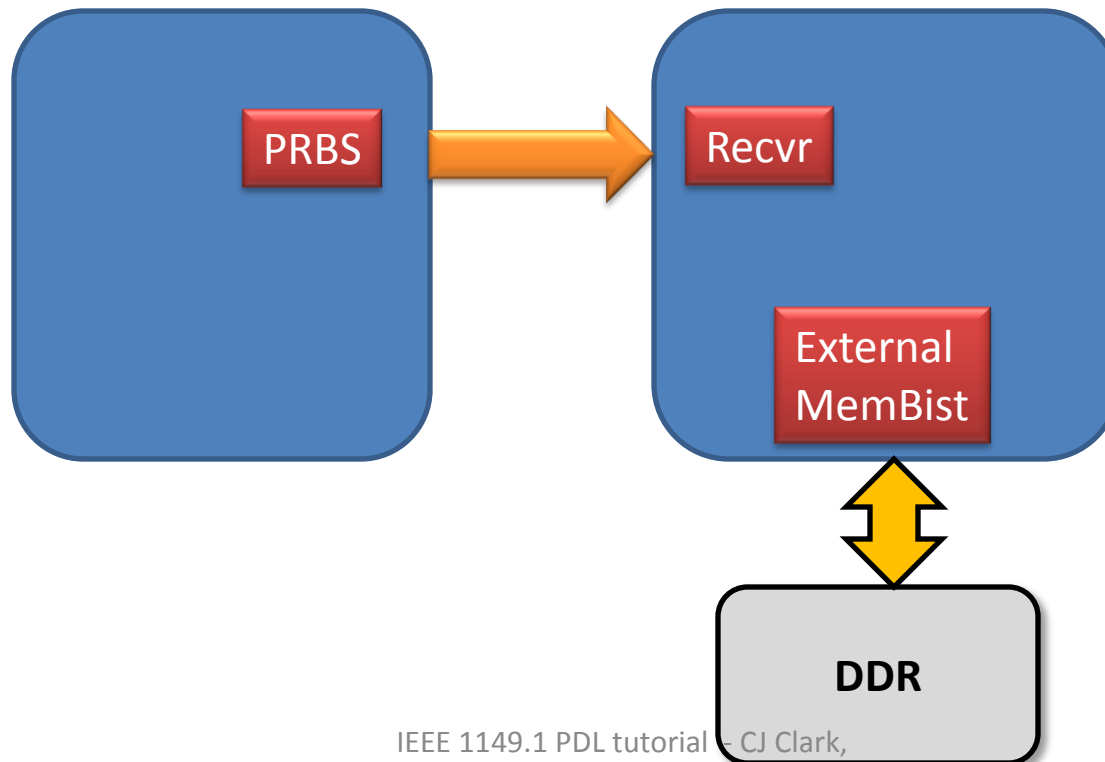 PRBS
Recvr
External
MemBist
DDR
IEEE 1149.1 PDL tutorial - CJ Clark,